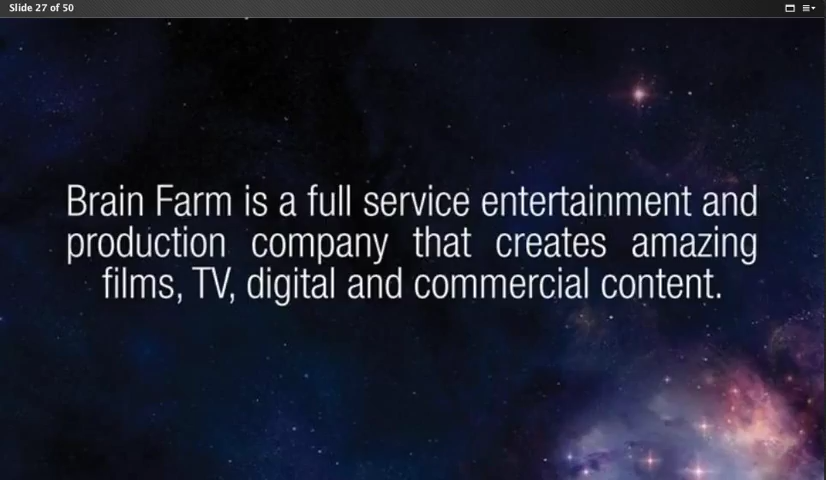 Slide 27 of 50
Brain Farm is a full service entertainment and
production company that creates amazing
films, TV, digital and commercial content.